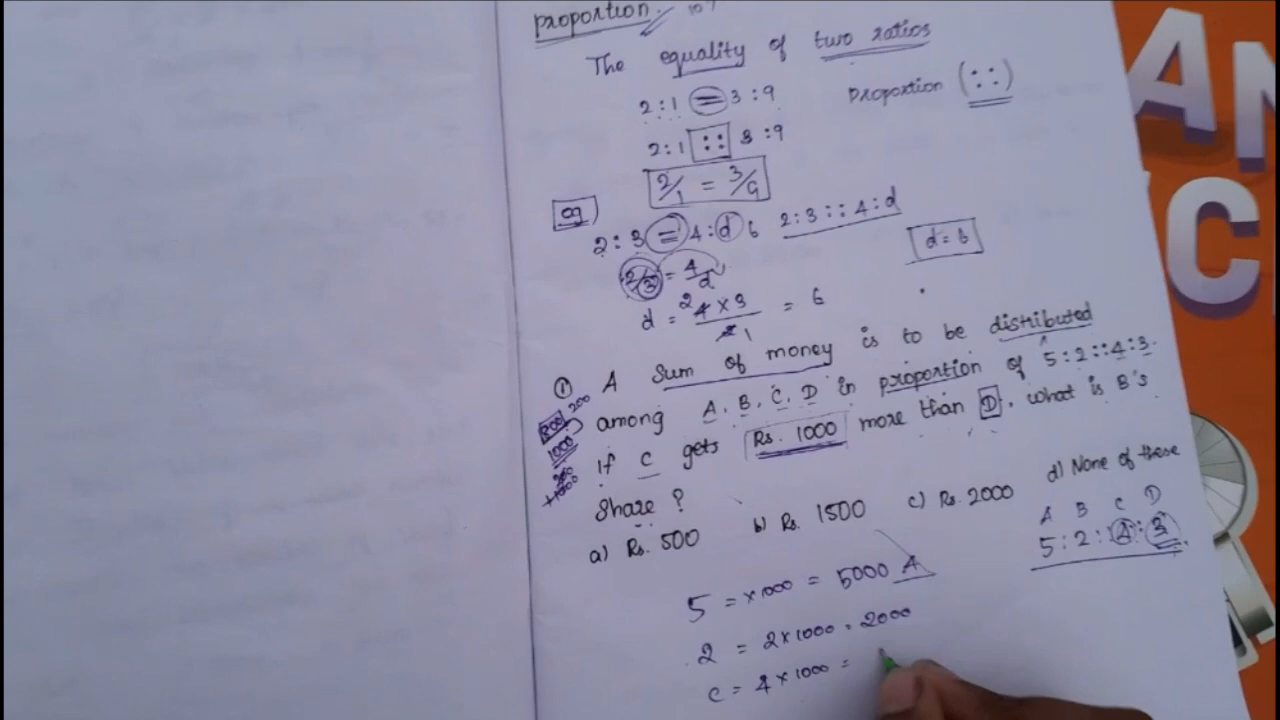 proportion.
The equality of two ratios
2 : 1 = 3 : 9
Proportion (: :)
2 : 1 :: 3 : 9
2/1 = 3/9
eg
2 : 3 = 4 : d 6
2 : 3 :: 4 : d
2/3 = 4/d
d = 6
d = 4 × 3 / 2 = 6
① A Sum of money is to be distributed
among A, B, C, D in proportion of 5 : 2 :: 4 : 3.
If C gets Rs. 1000 more than D, what is B's
Share ?
a) Rs. 500 b) Rs. 1500 c) Rs. 2000 d) None of these
200
1000
+1000
A B C D
5 : 2 : 4 : 3
5 = ×1000 = 5000 A
2 = 2×1000 = 2000
C = 4 × 1000 =
AN
C